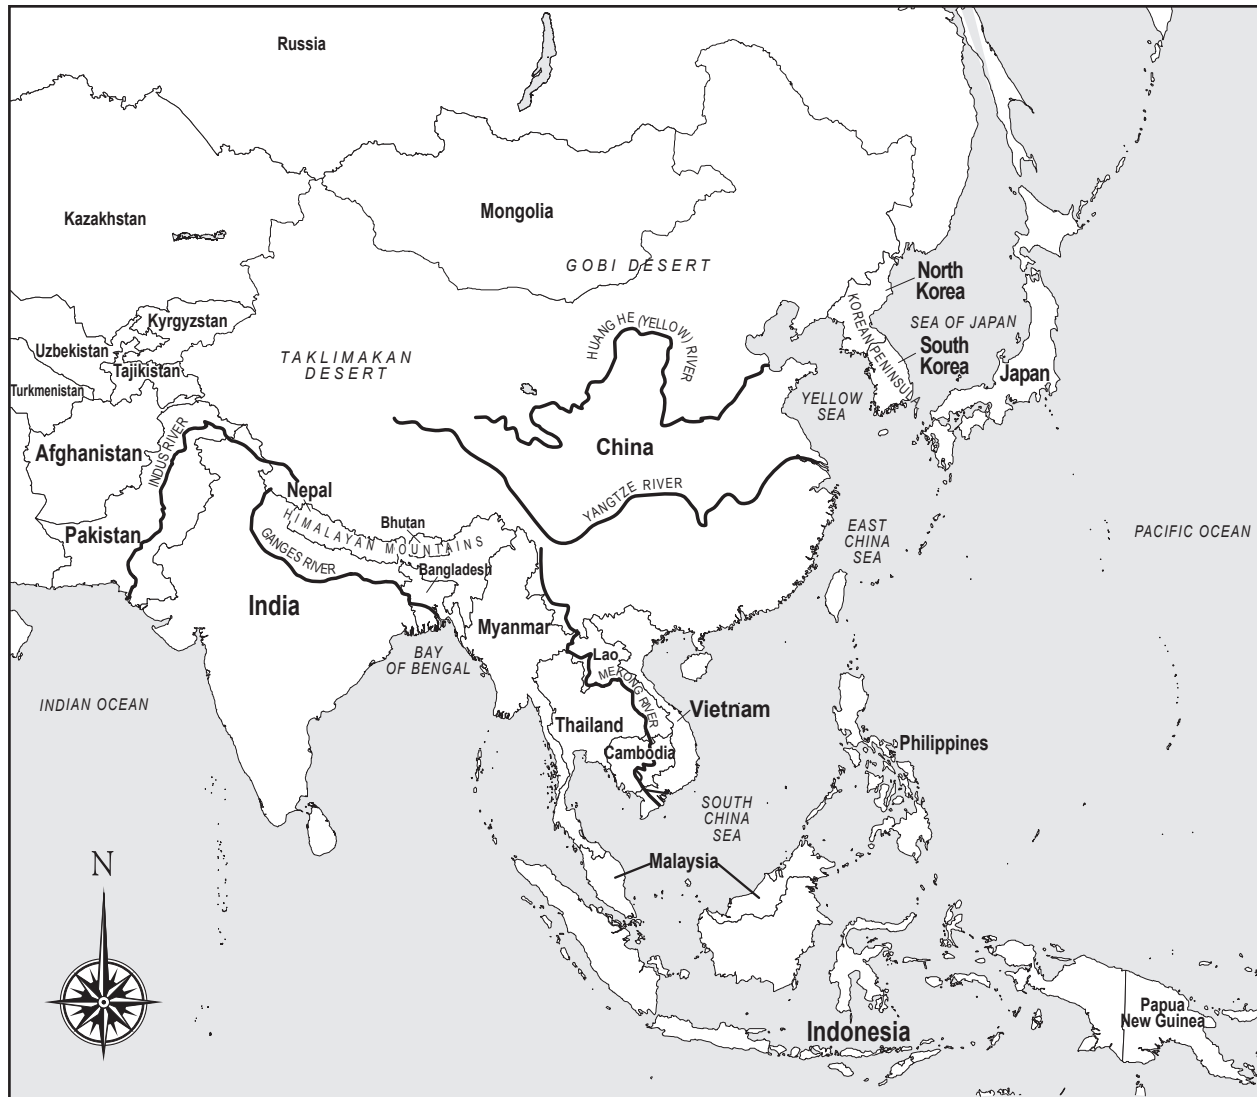 Russia
Kazakhstan
Mongolia
GOBI DESERT
North
Korea
Kyrgyzstan
KOREAN PENINSULA
SEA OF JAPAN
HUANG HE (YELLOW) RIVER
Uzbekistan
TAKLIMAKAN
DESERT
South
Korea
Tajikistan
Japan
Turkmenistan
YELLOW
SEA
Afghanistan
INDUS RIVER
China
Nepal
YANGTZE RIVER
Pakistan
HIMALAYAN MOUNTAINS
Bhutan
EAST
CHINA
SEA
PACIFIC OCEAN
GANGES RIVER
Bangladesh
India
Myanmar
BAY
OF BENGAL
Lao
MEKONG RIVER
INDIAN OCEAN
Vietnam
Thailand
Cambodia
Philippines
SOUTH
CHINA
SEA
Malaysia
N
Papua
New Guinea
Indonesia